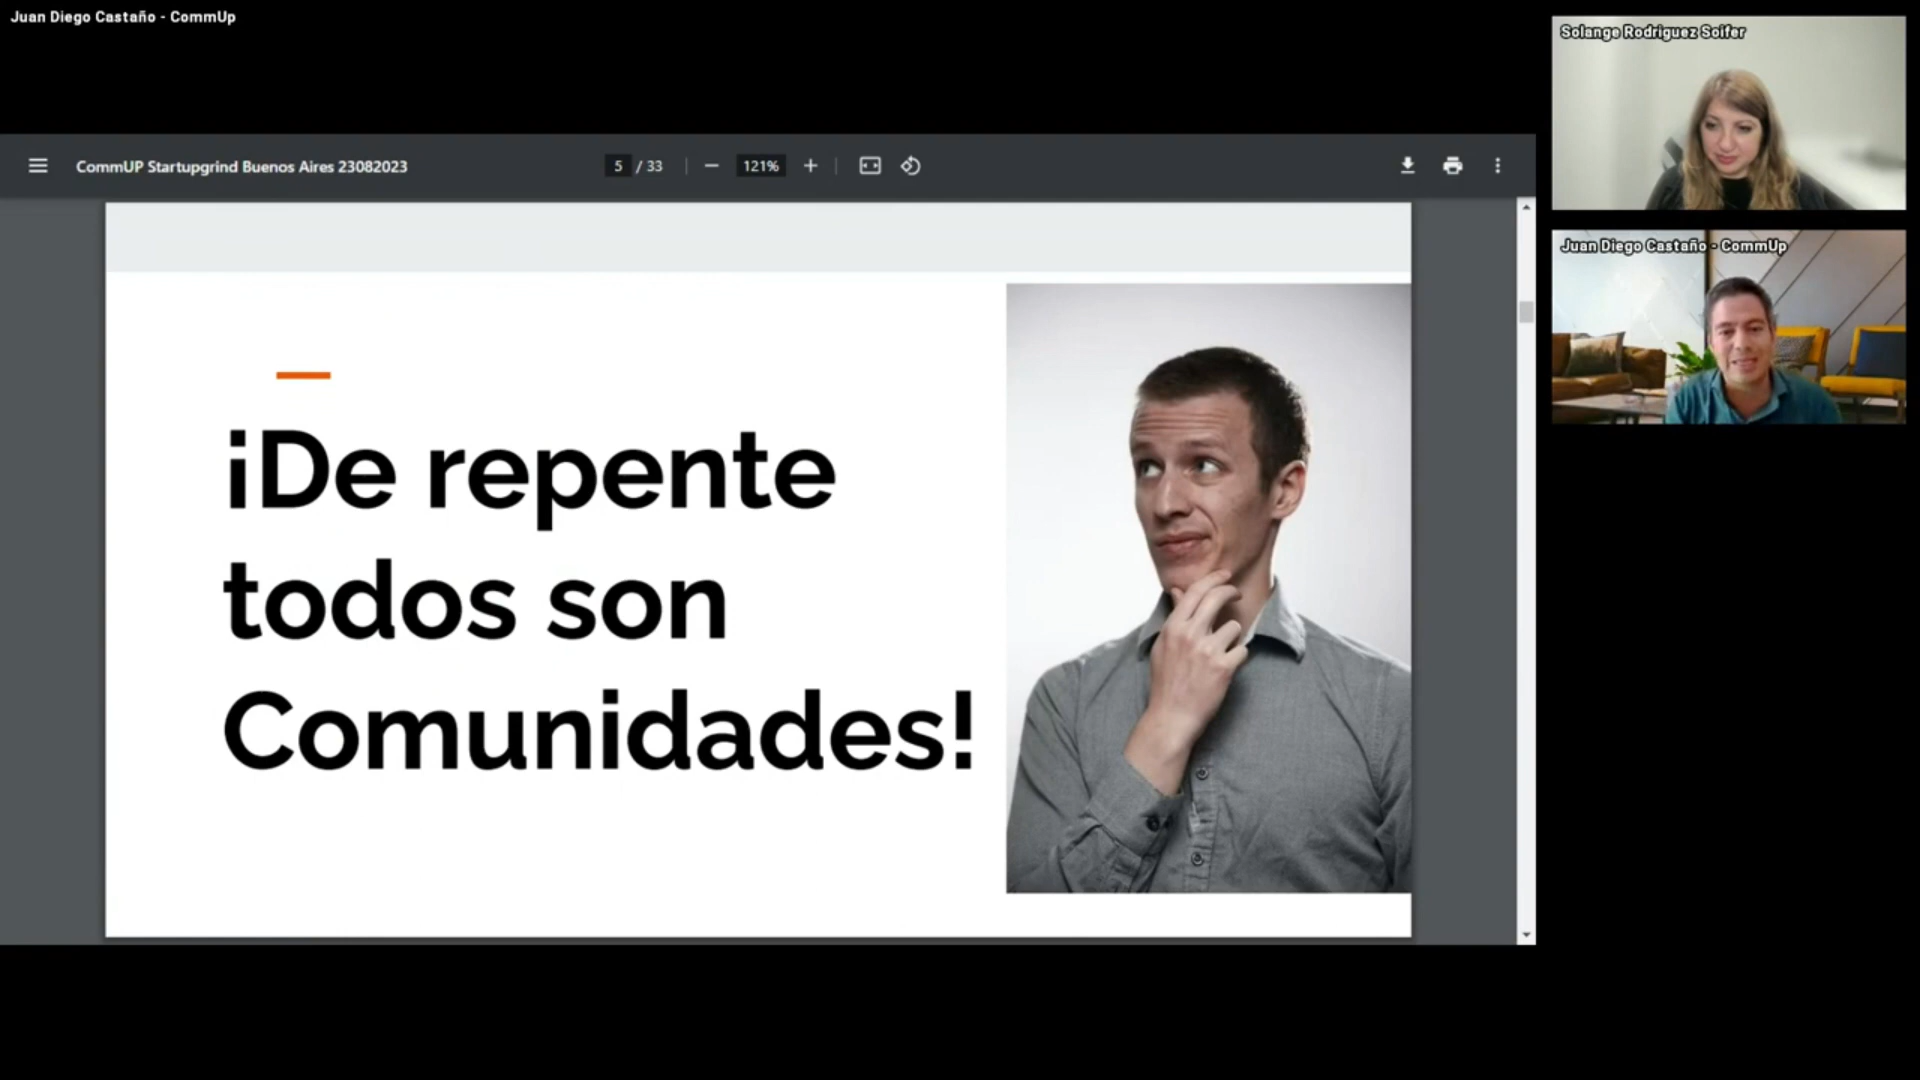 Juan Diego Castaño - CommUp
Solange Rodriguez Soifer
CommUP Startupgrind Buenos Aires 23082023
5 / 33
121%
Juan Diego Castaño - CommUp
¡De repente
todos son
Comunidades!